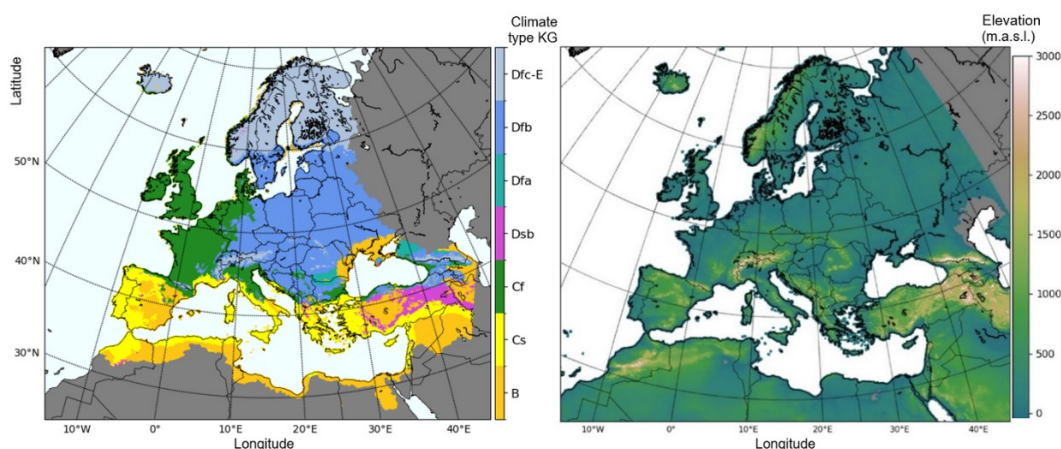 Climate
type KG
Elevation
(m.a.s.l.)
Latitude
50°N
40°N
30°N
10°W
0°
10°E
20°E
30°E
40°E
Longitude
Dfc-E
Dfb
Dfa
Dsb
Cf
Cs
B
10°W
0°
10°E
20°E
30°E
40°E
Longitude
3000
2500
2000
1500
1000
500
0